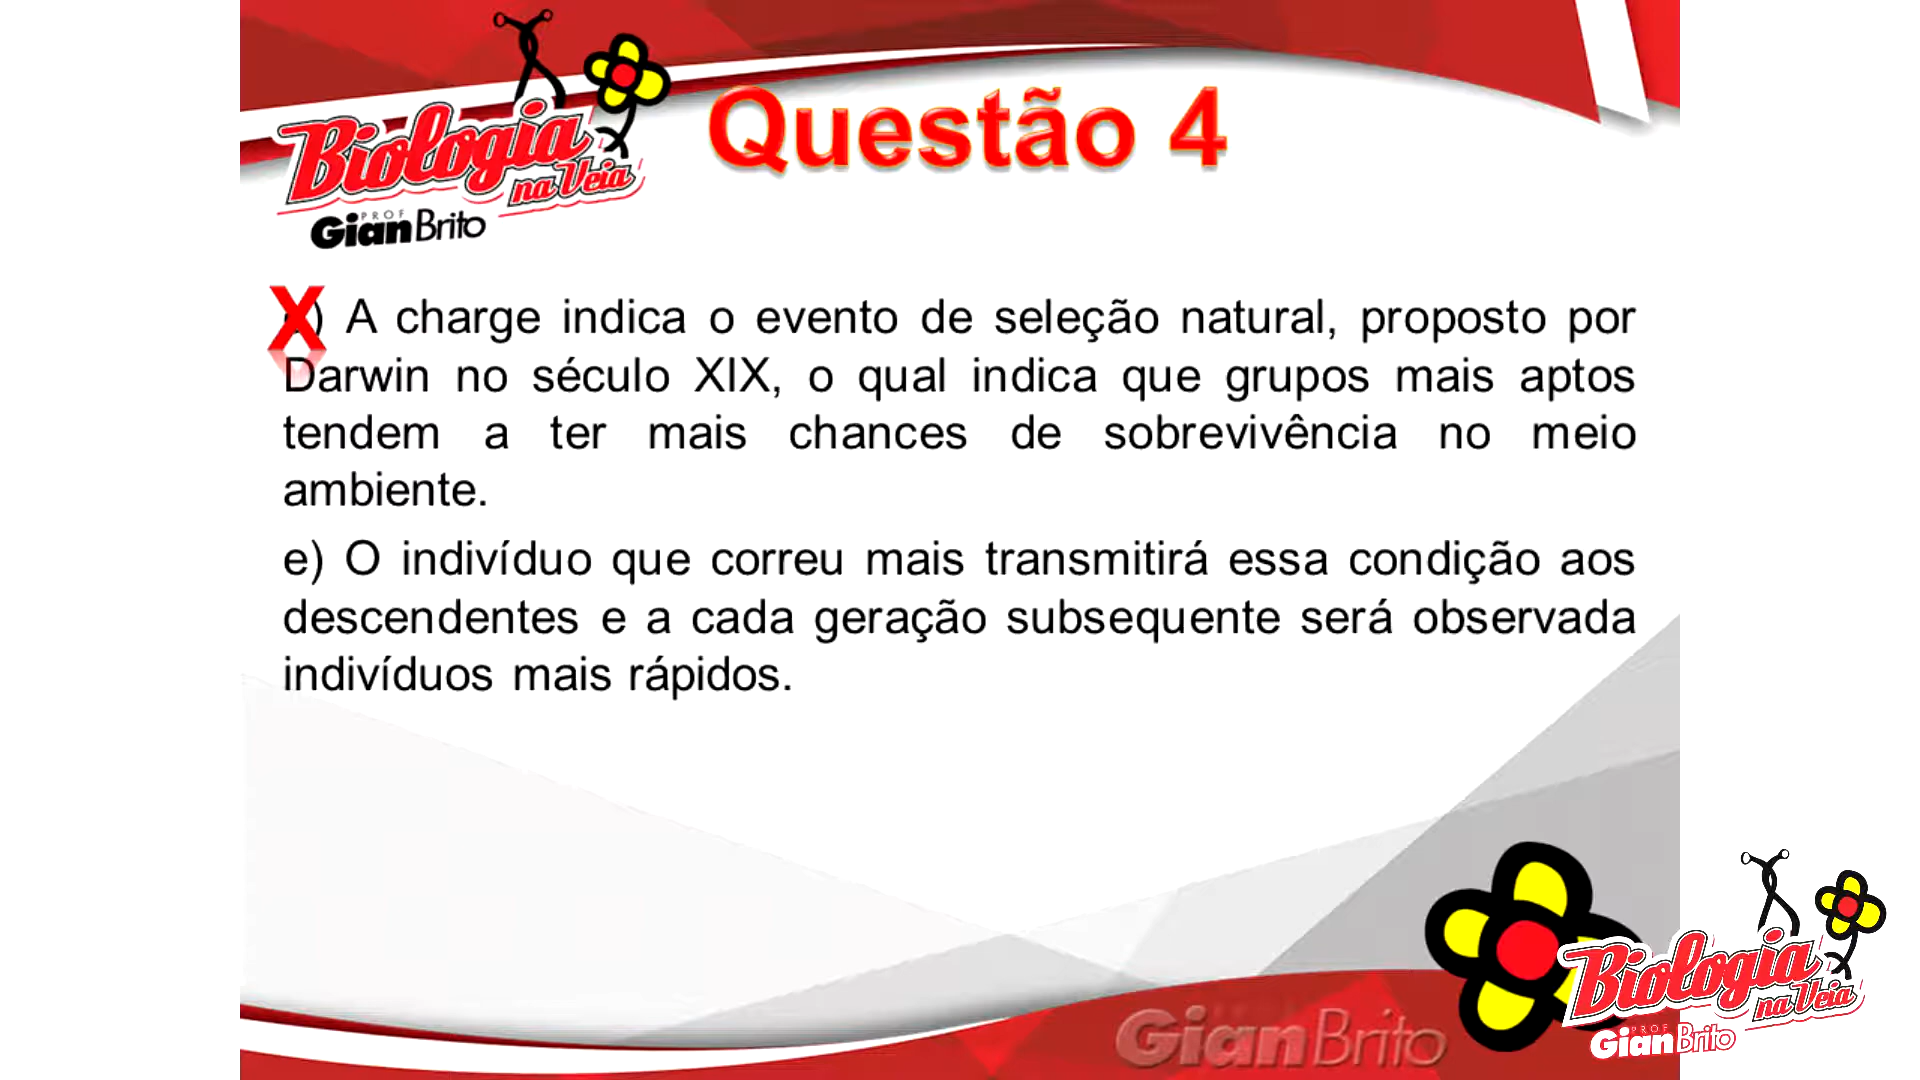 Biologia
na Veia
PROF
Gian Brito
Questão 4
X) A charge indica o evento de seleção natural, proposto por
Darwin no século XIX, o qual indica que grupos mais aptos
tendem a ter mais chances de sobrevivência no meio
ambiente.
e) O indivíduo que correu mais transmitirá essa condição aos
descendentes e a cada geração subsequente será observada
indivíduos mais rápidos.
Gian Brito
Biologia
na Veia
PROF
Gian Brito